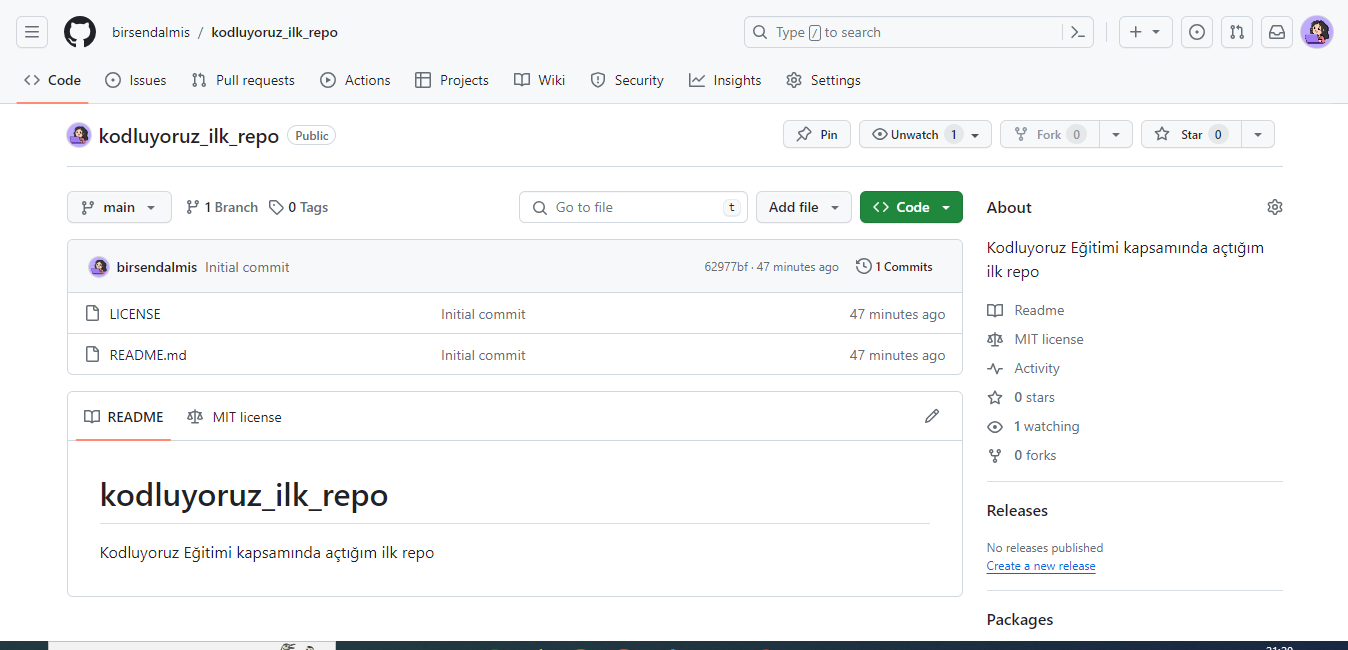 birsendalmis / kodluyoruz_ilk_repo
Type / to search
Code Issues Pull requests Actions Projects Wiki Security Insights Settings
kodluyoruz_ilk_repo Public
Pin Unwatch 1 Fork 0 Star 0
main 1 Branch 0 Tags Go to file t Add file Code
birsendalmis Initial commit 62977bf · 47 minutes ago 1 Commits
LICENSE Initial commit 47 minutes ago
README.md Initial commit 47 minutes ago
README MIT license
kodluyoruz_ilk_repo
Kodluyoruz Eğitimi kapsamında açtığım ilk repo
About
Kodluyoruz Eğitimi kapsamında açtığım
ilk repo
Readme
MIT license
Activity
0 stars
1 watching
0 forks
Releases
No releases published
Create a new release
Packages